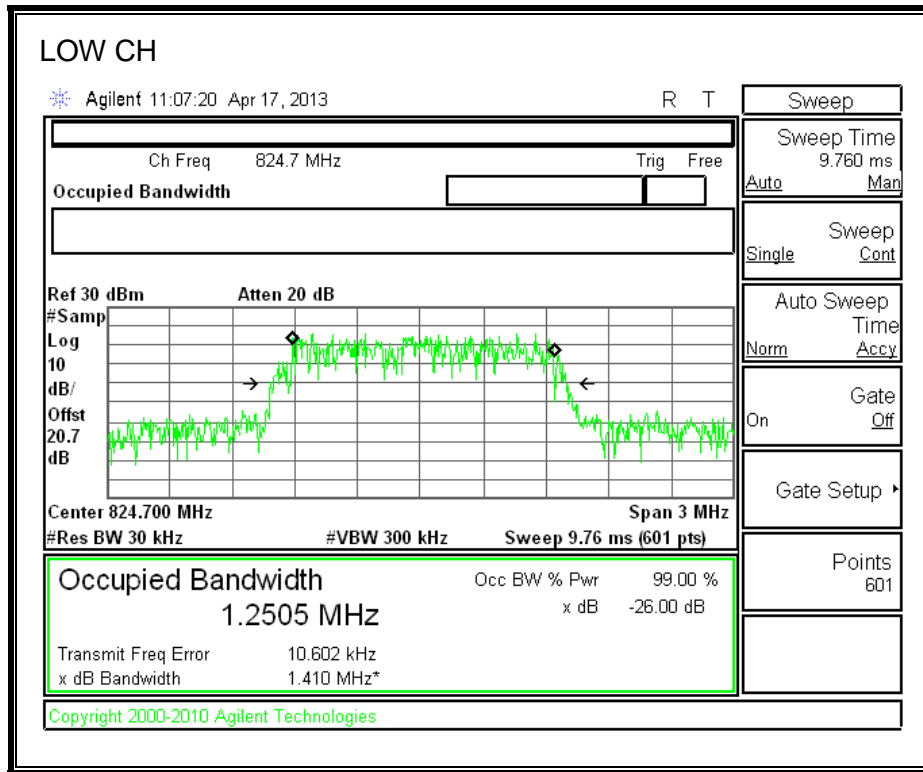 LOW CH
Agilent 11:07:20 Apr 17, 2013 R T
Ch Freq 824.7 MHz Trig Free
Occupied Bandwidth
Ref 30 dBm Atten 20 dB
#Samp
Log
10
dB/
Offst
20.7
dB
Center 824.700 MHz Span 3 MHz
#Res BW 30 kHz #VBW 300 kHz Sweep 9.76 ms (601 pts)
Occupied Bandwidth Occ BW % Pwr 99.00 %
1.2505 MHz x dB -26.00 dB
Transmit Freq Error 10.602 kHz
x dB Bandwidth 1.410 MHz*
Copyright 2000-2010 Agilent Technologies
Sweep
Sweep Time
9.760 ms
Auto Man
Sweep
Single Cont
Auto Sweep
Time
Norm Accy
Gate
On Off
Gate Setup
Points
601